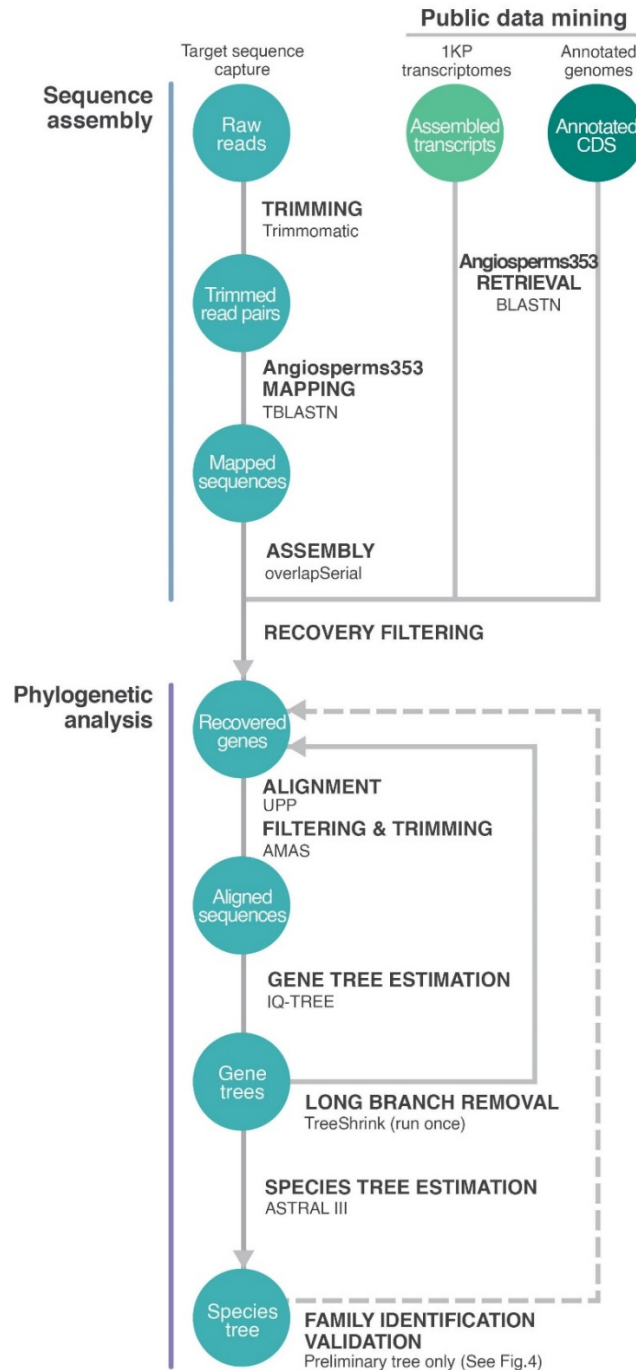 Public data mining
Target sequence
capture
1KP
transcriptomes
Annotated
genomes
Sequence
assembly
Raw
reads
Assembled
transcripts
Annotated
CDS
TRIMMING
Trimmomatic
Angiosperms353
RETRIEVAL
BLASTN
Trimmed
read pairs
Angiosperms353
MAPPING
TBLASTN
Mapped
sequences
ASSEMBLY
overlapSerial
RECOVERY FILTERING
Phylogenetic
analysis
Recovered
genes
ALIGNMENT
UPP
FILTERING & TRIMMING
AMAS
Aligned
sequences
GENE TREE ESTIMATION
IQ-TREE
Gene
trees
LONG BRANCH REMOVAL
TreeShrink (run once)
SPECIES TREE ESTIMATION
ASTRAL III
Species
tree
FAMILY IDENTIFICATION
VALIDATION
Preliminary tree only (See Fig.4)